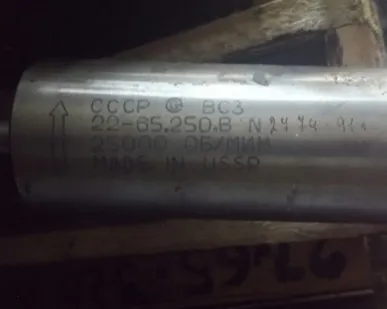 СССР ВСЗ
22-65.250.В N 2474
25000 ОБ/МИН
MADE IN USSR